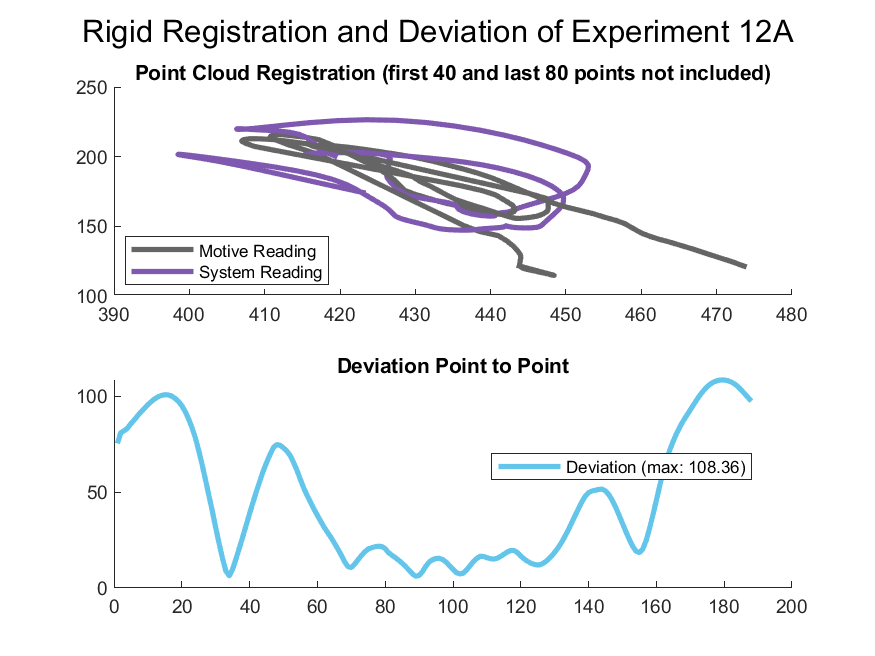 Rigid Registration and Deviation of Experiment 12A
Point Cloud Registration (first 40 and last 80 points not included)
250
200
150
100
Motive Reading
System Reading
390 400 410 420 430 440 450 460 470 480
Deviation Point to Point
100
50
0
Deviation (max: 108.36)
0 20 40 60 80 100 120 140 160 180 200